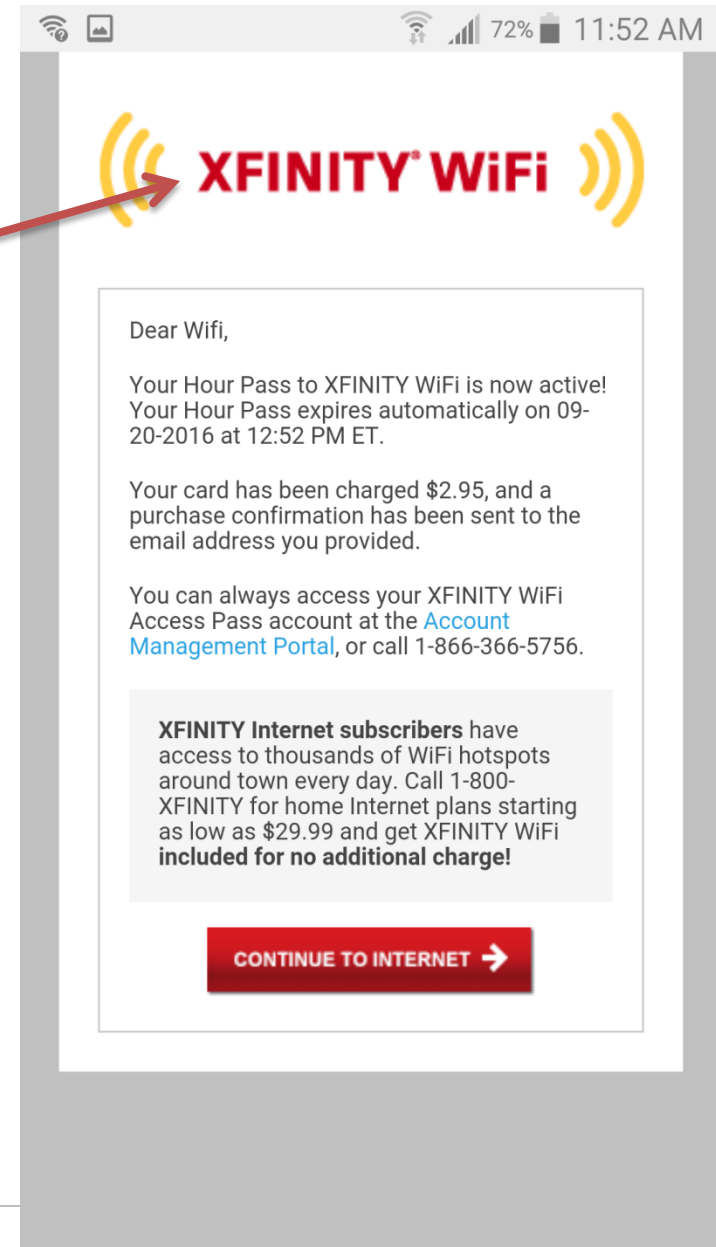 72% 11:52 AM
XFINITY® WiFi
Dear Wifi,
Your Hour Pass to XFINITY WiFi is now active!
Your Hour Pass expires automatically on 09-
20-2016 at 12:52 PM ET.
Your card has been charged $2.95, and a
purchase confirmation has been sent to the
email address you provided.
You can always access your XFINITY WiFi
Access Pass account at the Account
Management Portal, or call 1-866-366-5756.
XFINITY Internet subscribers have
access to thousands of WiFi hotspots
around town every day. Call 1-800-
XFINITY for home Internet plans starting
as low as $29.99 and get XFINITY WiFi
included for no additional charge!
CONTINUE TO INTERNET